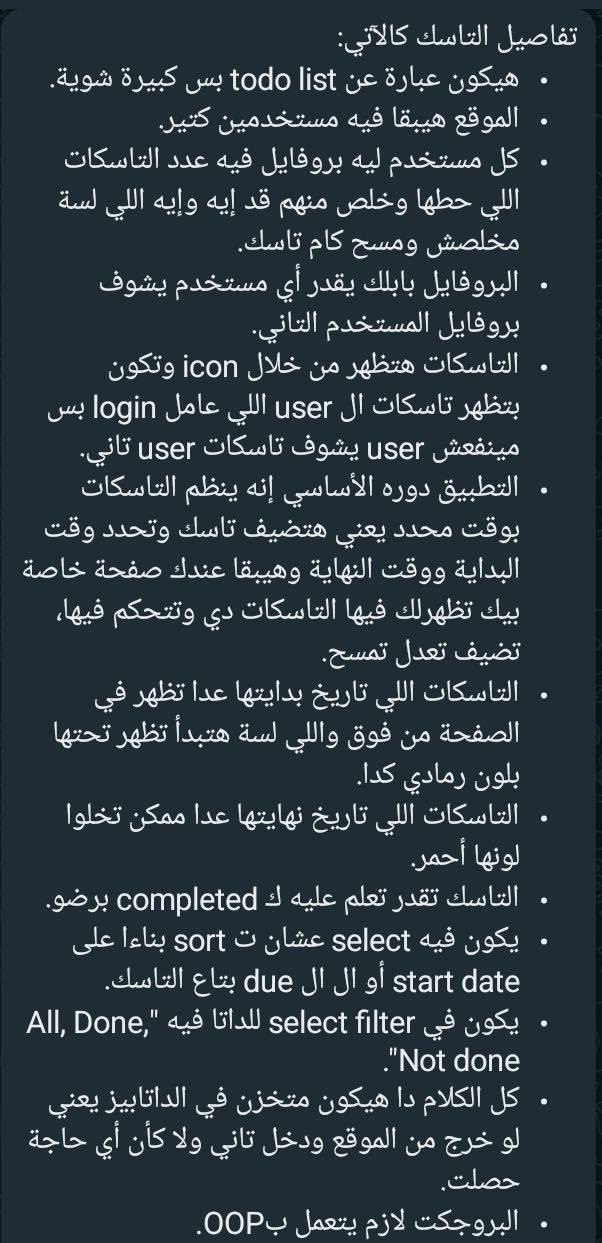 تفاصيل التاسك كالآتي:
• هيكون عبارة عن todo list بس كبيرة شوية.
• الموقع هيبقا فيه مستخدمين كتير.
• كل مستخدم ليه بروفايل فيه عدد التاسكات
اللي حطها وخلص منهم قد إيه وإيه اللي لسة
مخلصش ومسح كام تاسك.
• البروفايل بابلك يقدر أي مستخدم يشوف
بروفايل المستخدم التاني.
• التاسكات هتظهر من خلال icon وتكون
بتظهر تاسكات ال user اللي عامل login بس
مينفعش user يشوف تاسكات user تاني.
• التطبيق دوره الأساسي إنه ينظم التاسكات
بوقت محدد يعني هتضيف تاسك وتحدد وقت
البداية ووقت النهاية وهيبقا عندك صفحة خاصة
بيك تظهرلك فيها التاسكات دي وتتحكم فيها،
تضيف تعدل تمسح.
• التاسكات اللي تاريخ بدايتها عدا تظهر في
الصفحة من فوق واللي لسة هتبدأ تظهر تحتها
بلون رمادي كدا.
• التاسكات اللي تاريخ نهايتها عدا ممكن تخلوا
لونها أحمر.
• التاسك تقدر تعلم عليه ك completed برضو.
• يكون فيه select عشان ت sort بناءا على
start date أو ال ال due بتاع التاسك.
• يكون في select filter للداتا فيه "All, Done,
Not done".
• كل الكلام دا هيكون متخزن في الداتابيز يعني
لو خرج من الموقع ودخل تاني ولا كأن أي حاجة
حصلت.
• البروجكت لازم يتعمل بOOP.